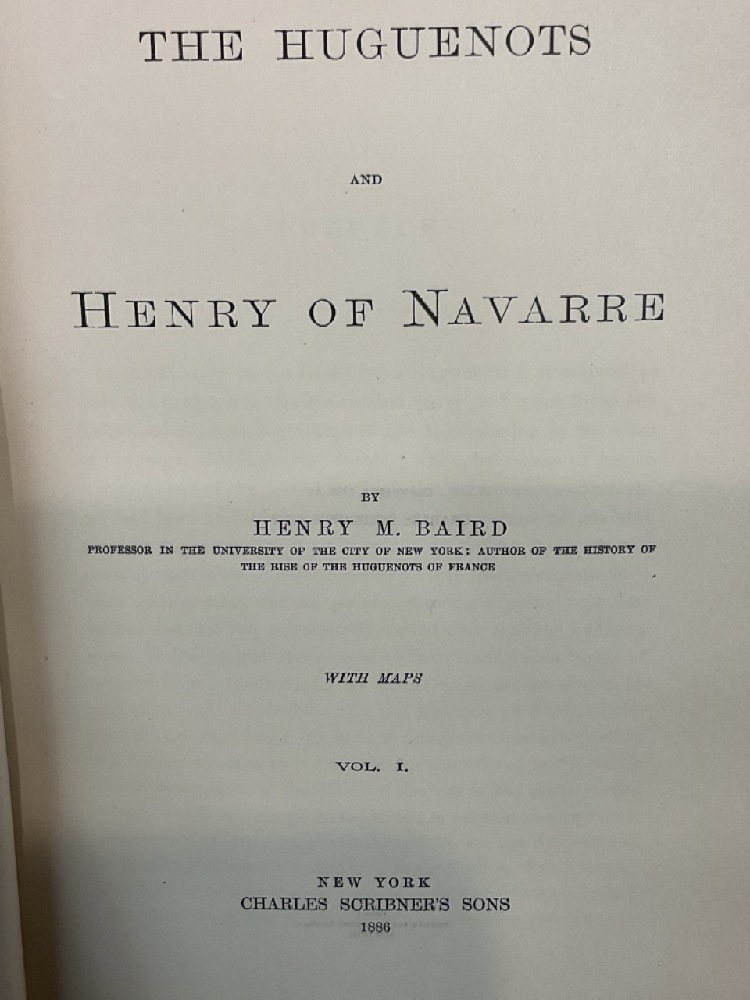 THE HUGUENOTS
AND
HENRY OF NAVARRE
BY
HENRY M. BAIRD
PROFESSOR IN THE UNIVERSITY OF THE CITY OF NEW YORK; AUTHOR OF THE HISTORY OF
THE RISE OF THE HUGUENOTS OF FRANCE
WITH MAPS
VOL. I.
NEW YORK
CHARLES SCRIBNER'S SONS
1886